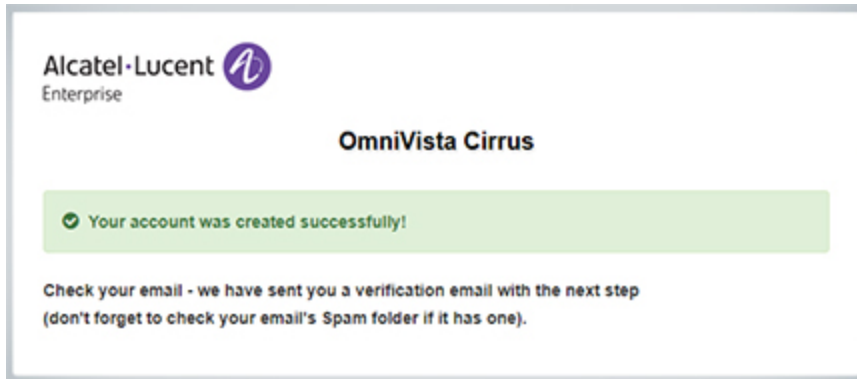 Alcatel·Lucent
Enterprise
OmniVista Cirrus
Your account was created successfully!
Check your email - we have sent you a verification email with the next step
(don't forget to check your email's Spam folder if it has one).